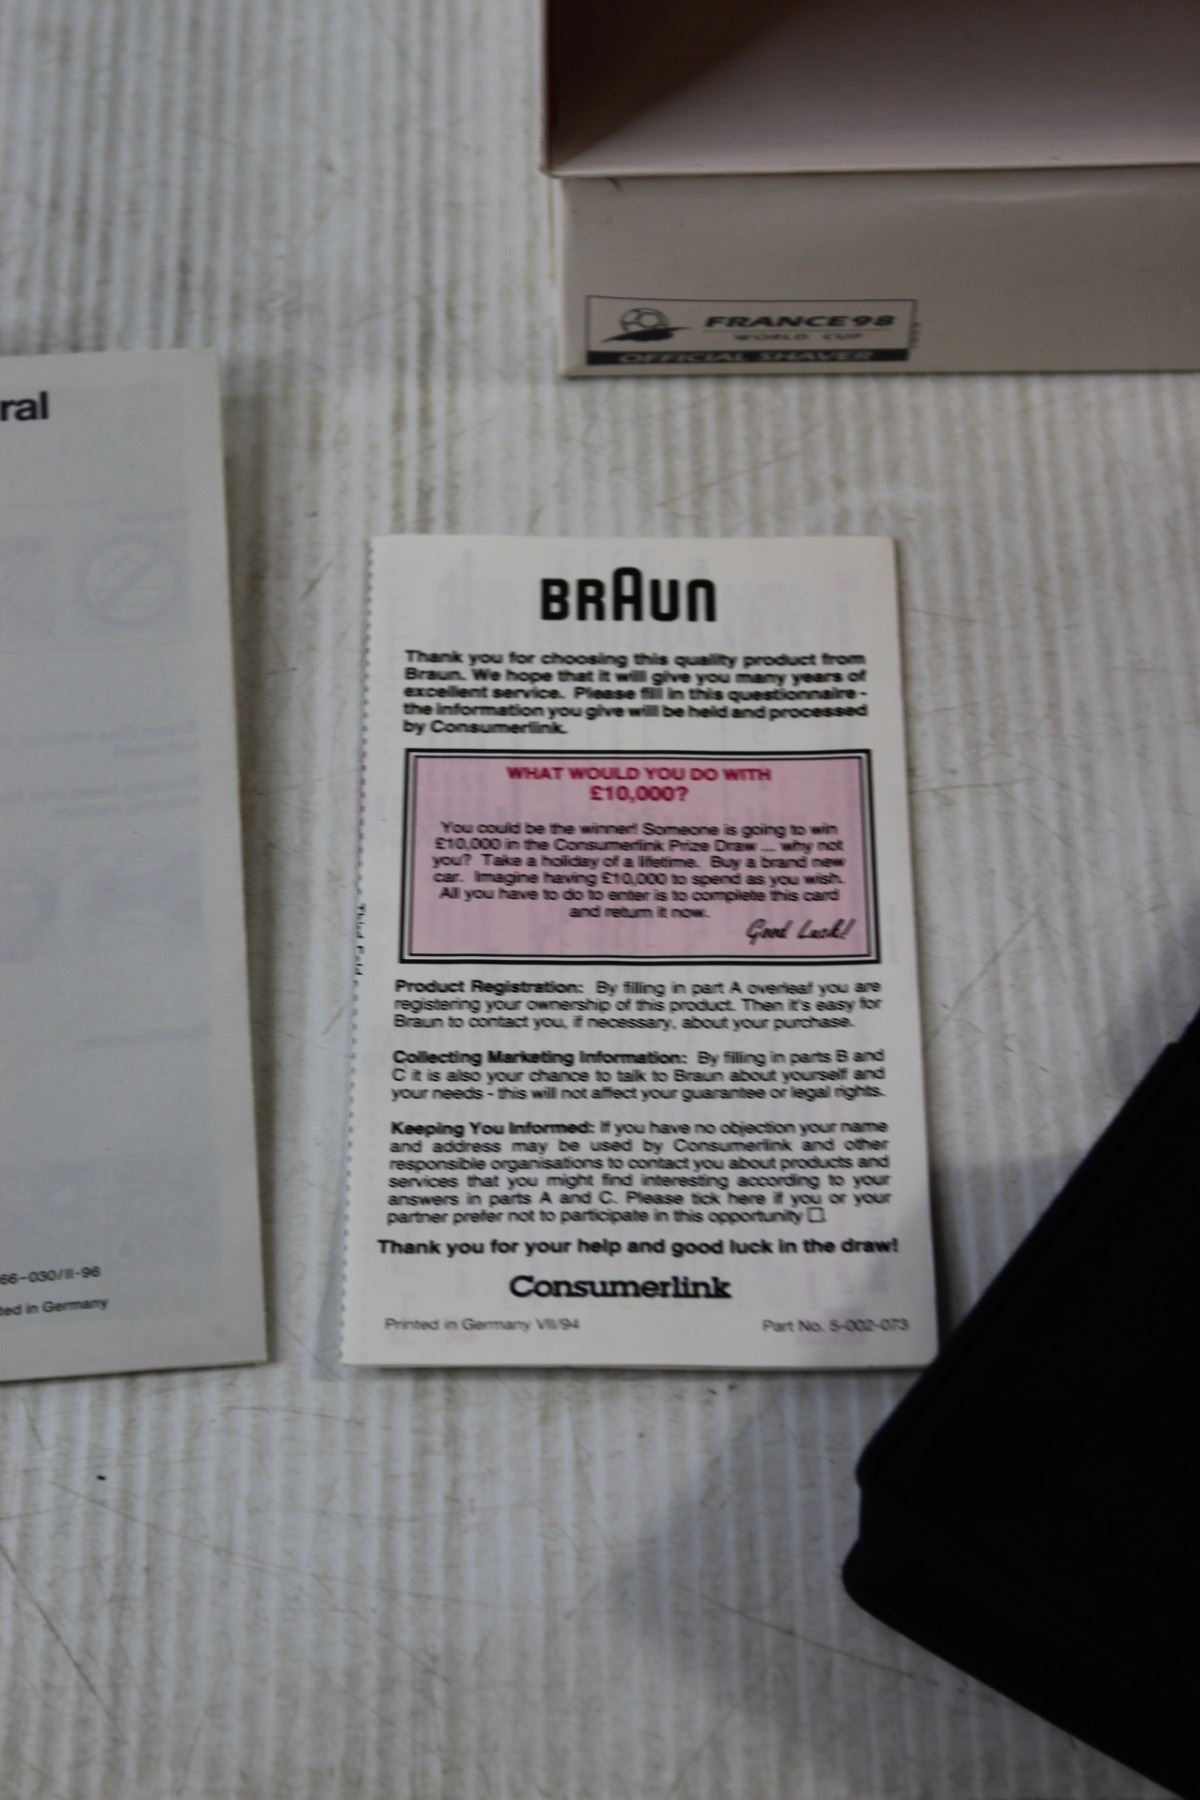 FRANCE98
WORLD CUP
OFFICIAL SHAVER
ral
66-030/II-96
ted in Germany
BRAUN
Thank you for choosing this quality product from
Braun. We hope that it will give you many years of
excellent service. Please fill in this questionnaire -
the information you give will be held and processed
by Consumerlink.
WHAT WOULD YOU DO WITH
£10,000?
You could be the winner! Someone is going to win
£10,000 in the Consumerlink Prize Draw ... why not
you? Take a holiday of a lifetime. Buy a brand new
car. Imagine having £10,000 to spend as you wish.
All you have to do to enter is to complete this card
and return it now.
Good Luck!
Third Fold
Product Registration: By filling in part A overleaf you are
registering your ownership of this product. Then it's easy for
Braun to contact you, if necessary, about your purchase.
Collecting Marketing Information: By filling in parts B and
C it is also your chance to talk to Braun about yourself and
your needs - this will not affect your guarantee or legal rights.
Keeping You Informed: If you have no objection your name
and address may be used by Consumerlink and other
responsible organisations to contact you about products and
services that you might find interesting according to your
answers in parts A and C. Please tick here if you or your
partner prefer not to participate in this opportunity ☐.
Thank you for your help and good luck in the draw!
Consumerlink
Printed in Germany VII/94
Part No. 5-002-073